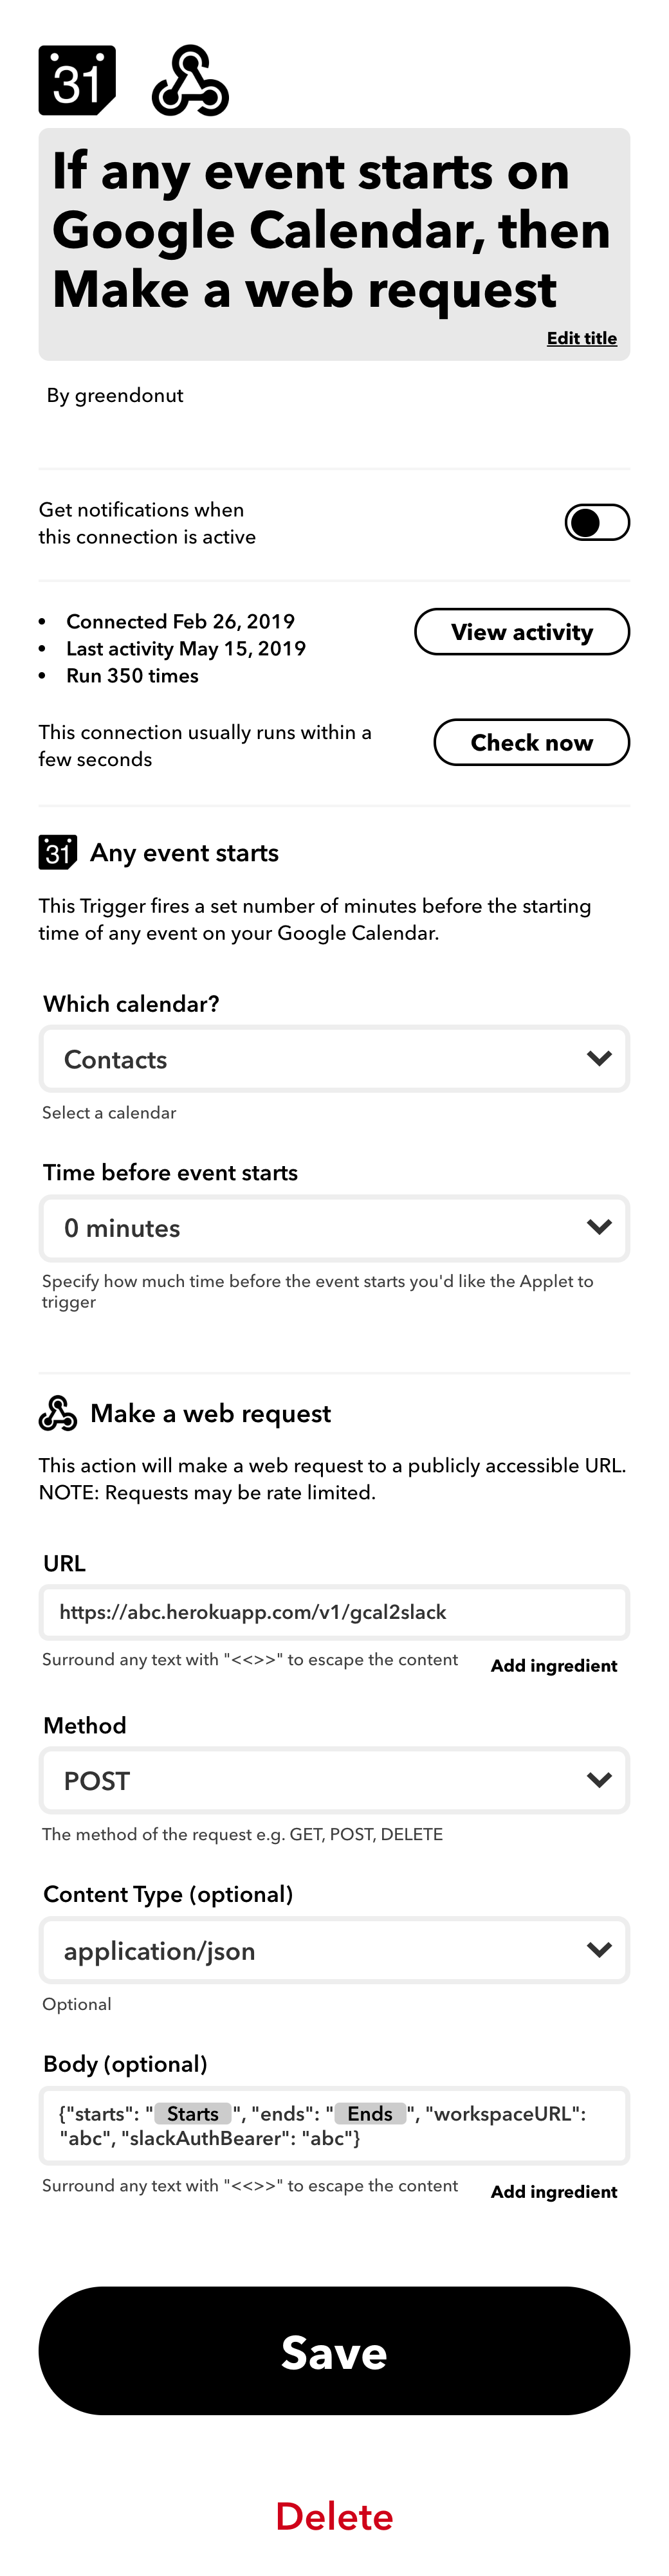 31
If any event starts on
Google Calendar, then
Make a web request
Edit title
By greendonut
Get notifications when
this connection is active
• Connected Feb 26, 2019
• Last activity May 15, 2019
• Run 350 times
View activity
This connection usually runs within a
few seconds
Check now
31 Any event starts
This Trigger fires a set number of minutes before the starting
time of any event on your Google Calendar.
Which calendar?
Contacts
Select a calendar
Time before event starts
0 minutes
Specify how much time before the event starts you'd like the Applet to
trigger
Make a web request
This action will make a web request to a publicly accessible URL.
NOTE: Requests may be rate limited.
URL
https://abc.herokuapp.com/v1/gcal2slack
Surround any text with "<<>>" to escape the content
Add ingredient
Method
POST
The method of the request e.g. GET, POST, DELETE
Content Type (optional)
application/json
Optional
Body (optional)
{"starts": " Starts ", "ends": " Ends ", "workspaceURL":
"abc", "slackAuthBearer": "abc"}
Surround any text with "<<>>" to escape the content
Add ingredient
Save
Delete